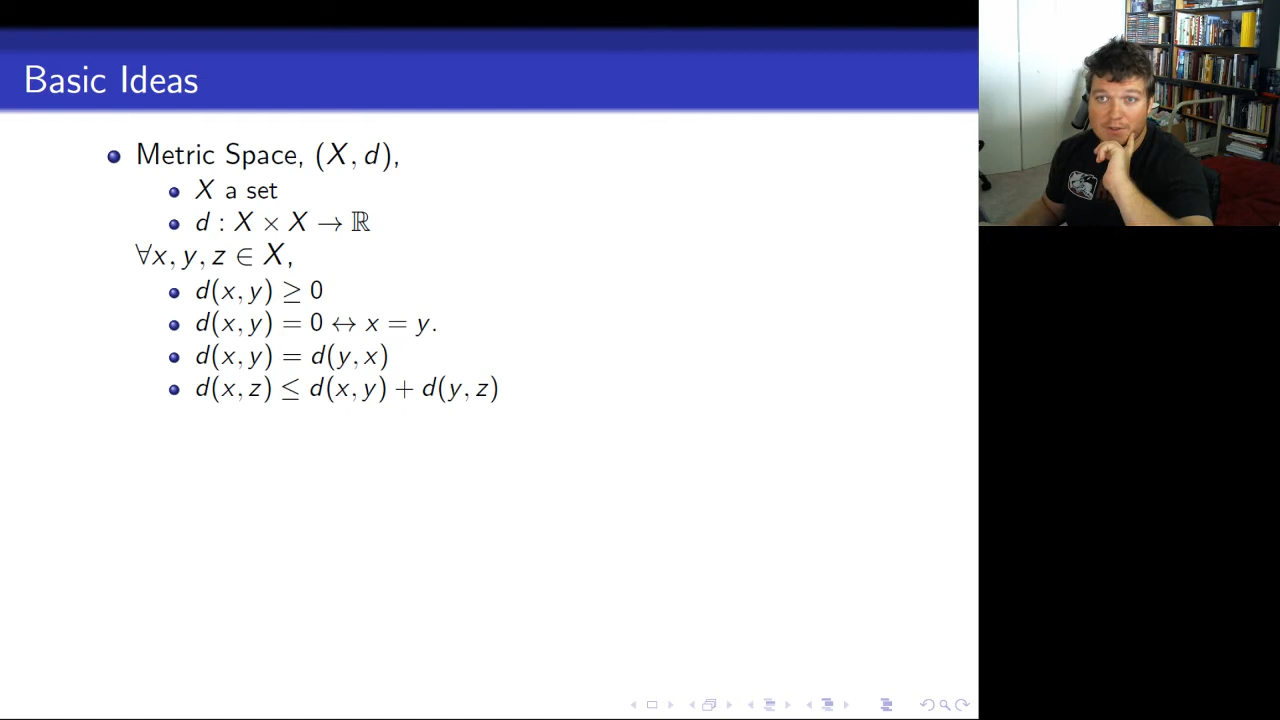 Basic Ideas
Metric Space, (X, d),
X a set
d : X × X → ℝ
∀x, y, z ∈ X,
d(x, y) ≥ 0
d(x, y) = 0 ↔ x = y.
d(x, y) = d(y, x)
d(x, z) ≤ d(x, y) + d(y, z)